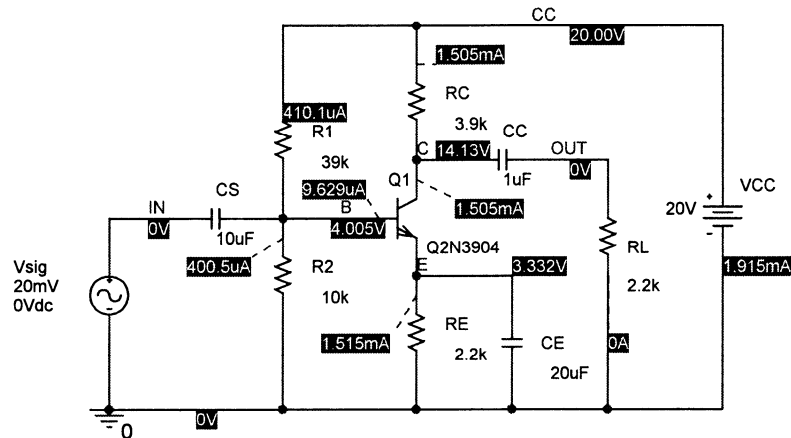 CC
20.00V
1.505mA
RC
3.9k
410.1uA
R1
39k
C
14.13V
CC
1uF
OUT
0V
Q1
9.629uA
1.505mA
VCC
20V
IN
0V
CS
10uF
B
4.005V
Q2N3904
RL
2.2k
400.5uA
R2
10k
E
3.332V
1.915mA
Vsig
20mV
0Vdc
RE
2.2k
1.515mA
CE
20uF
0A
0
0V